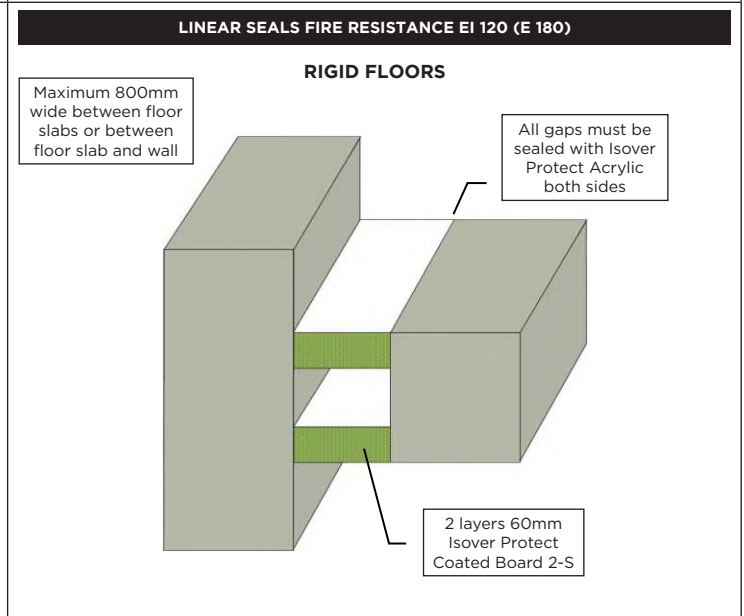 LINEAR SEALS FIRE RESISTANCE EI 120 (E 180)
RIGID FLOORS
Maximum 800mm
wide between floor
slabs or between
floor slab and wall
All gaps must be
sealed with Isover
Protect Acrylic
both sides
2 layers 60mm
Isover Protect
Coated Board 2-S